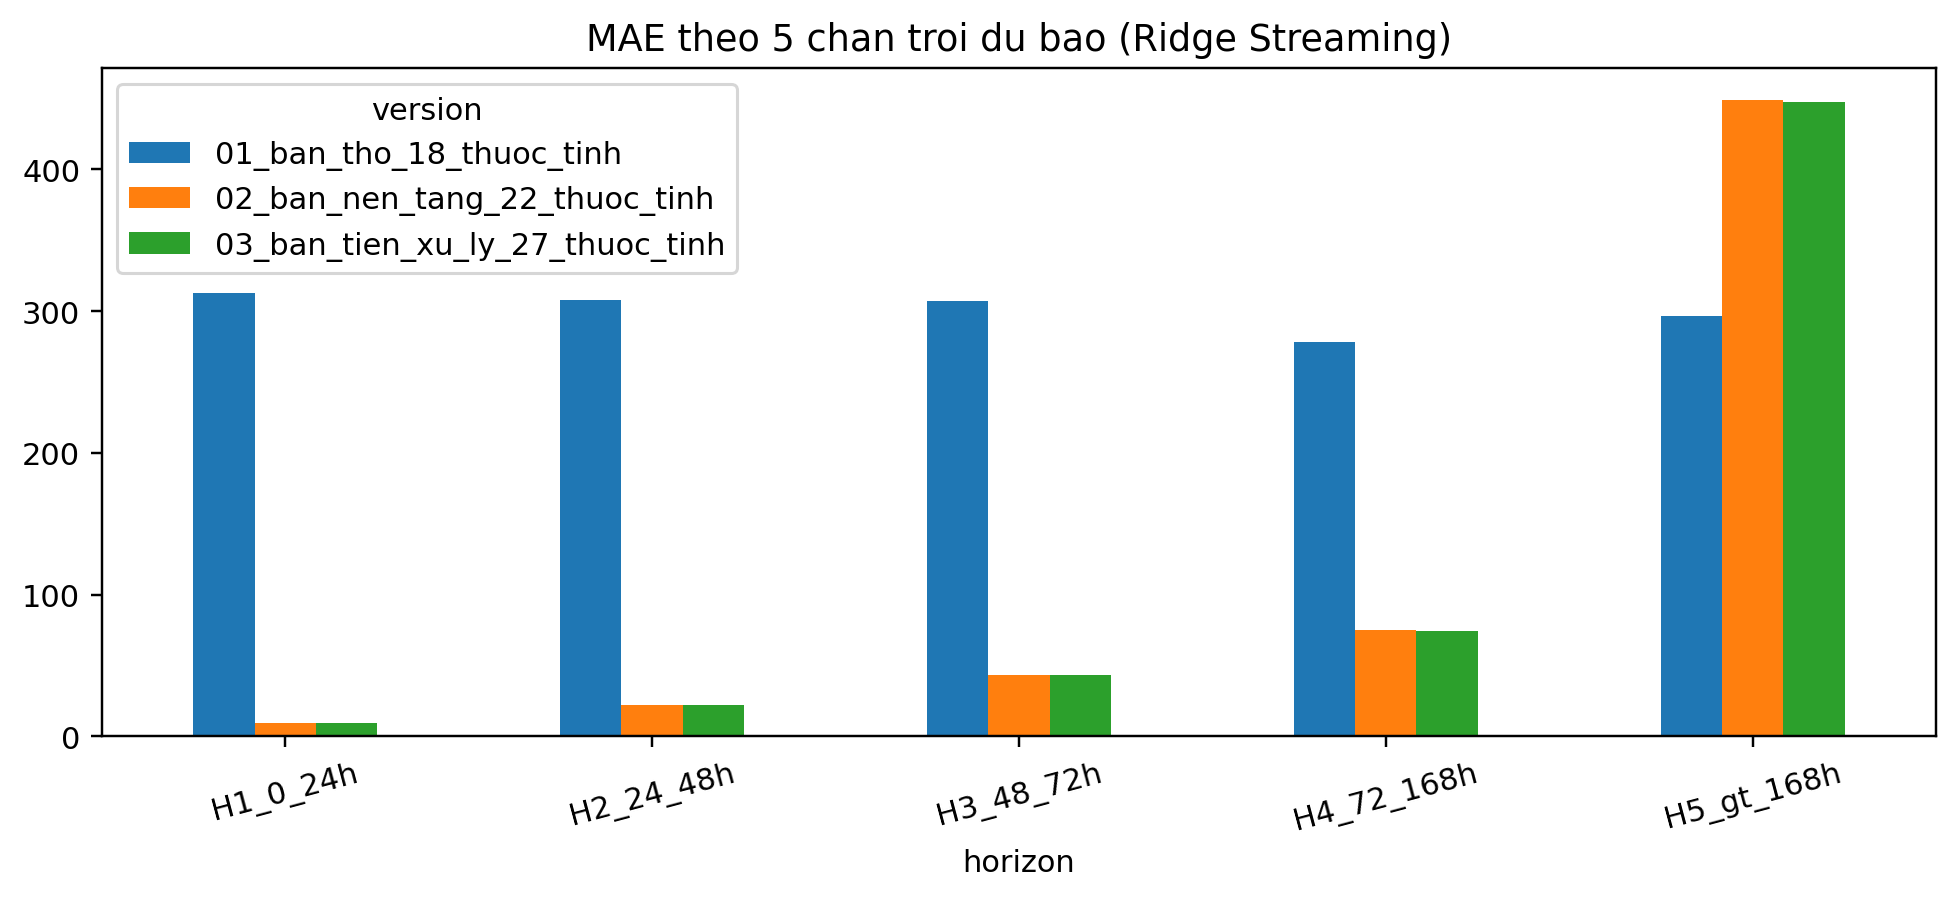 MAE theo 5 chan troi du bao (Ridge Streaming)
version
01_ban_tho_18_thuoc_tinh
02_ban_nen_tang_22_thuoc_tinh
03_ban_tien_xu_ly_27_thuoc_tinh
400
300
200
100
0
H1_0_24h
H2_24_48h
H3_48_72h
H4_72_168h
H5_gt_168h
horizon